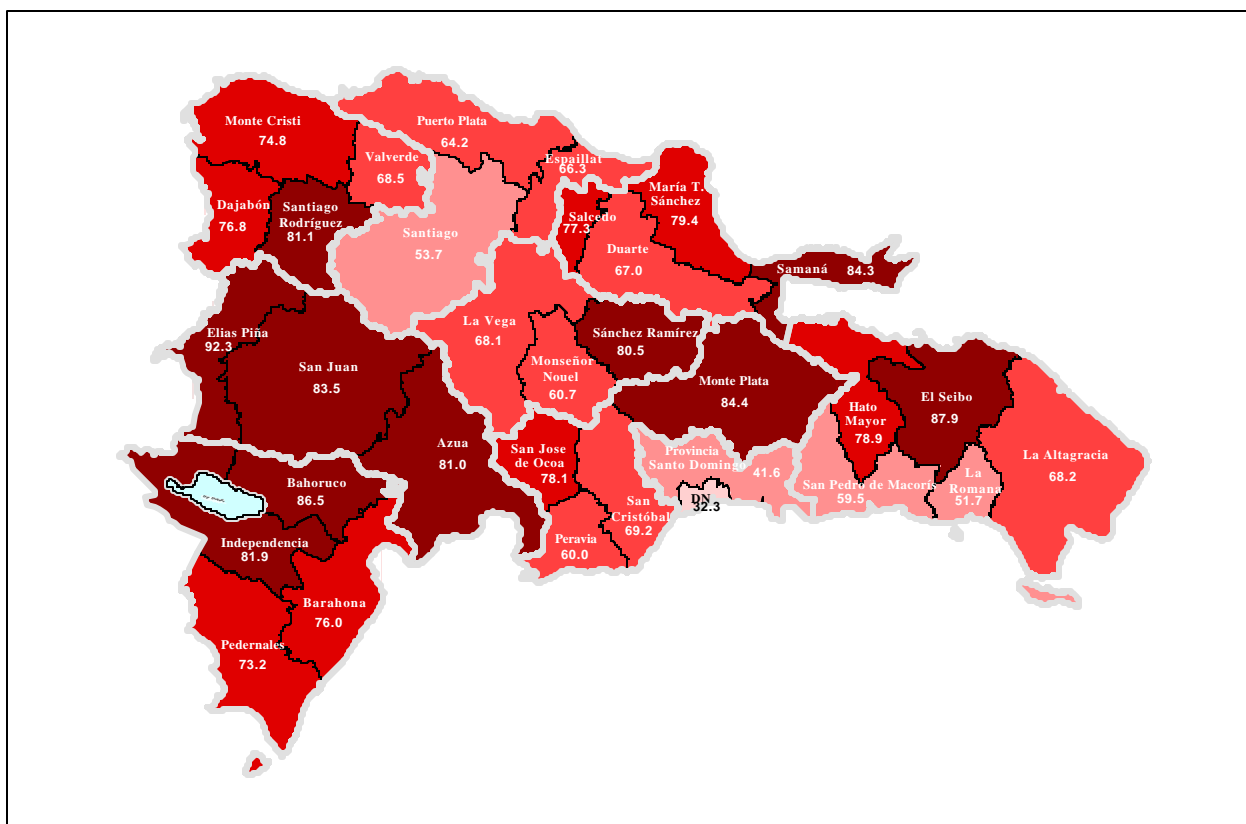 Monte Cristi
74.8
Puerto Plata
64.2
Valverde
68.5
Espaillat
66.3
María T.
Sánchez
79.4
Dajabón
76.8
Santiago
Rodríguez
81.1
Salcedo
77.3
Santiago
53.7
Duarte
67.0
Samaná 84.3
Elias Piña
92.3
La Vega
68.1
Sánchez Ramírez
80.5
San Juan
83.5
Monseñor
Nouel
60.7
Monte Plata
84.4
El Seibo
87.9
Hato
Mayor
78.9
Azua
81.0
San Jose
de Ocoa
78.1
Provincia
Santo Domingo
41.6
La Altagracia
68.2
Bahoruco
86.5
San Pedro de Macorís
59.5
La
Romana
51.7
DN
32.3
San
Cristóbal
69.2
Independencia
81.9
Peravia
60.0
Barahona
76.0
Pedernales
73.2